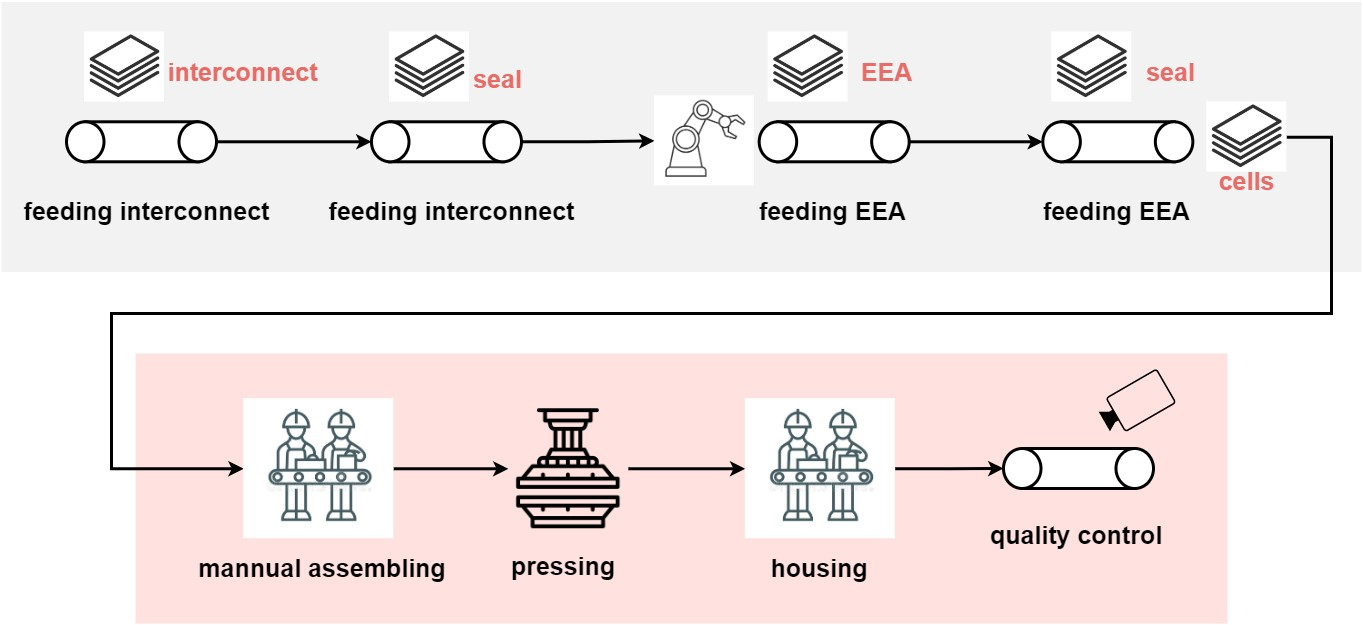 interconnect
seal
EEA
seal
cells
feeding interconnect
feeding interconnect
feeding EEA
feeding EEA
mannual assembling
pressing
housing
quality control